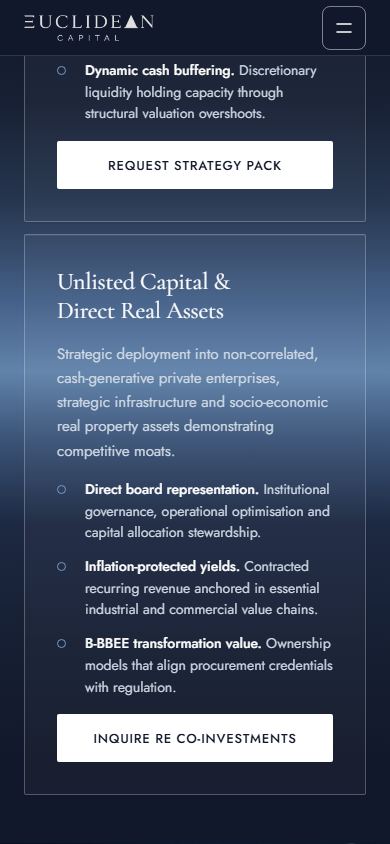 EUCLIDEAN
CAPITAL
Dynamic cash buffering. Discretionary
liquidity holding capacity through
structural valuation overshoots.
REQUEST STRATEGY PACK
Unlisted Capital &
Direct Real Assets
Strategic deployment into non-correlated,
cash-generative private enterprises,
strategic infrastructure and socio-economic
real property assets demonstrating
competitive moats.
Direct board representation. Institutional
governance, operational optimisation and
capital allocation stewardship.
Inflation-protected yields. Contracted
recurring revenue anchored in essential
industrial and commercial value chains.
B-BBEE transformation value. Ownership
models that align procurement credentials
with regulation.
INQUIRE RE CO-INVESTMENTS